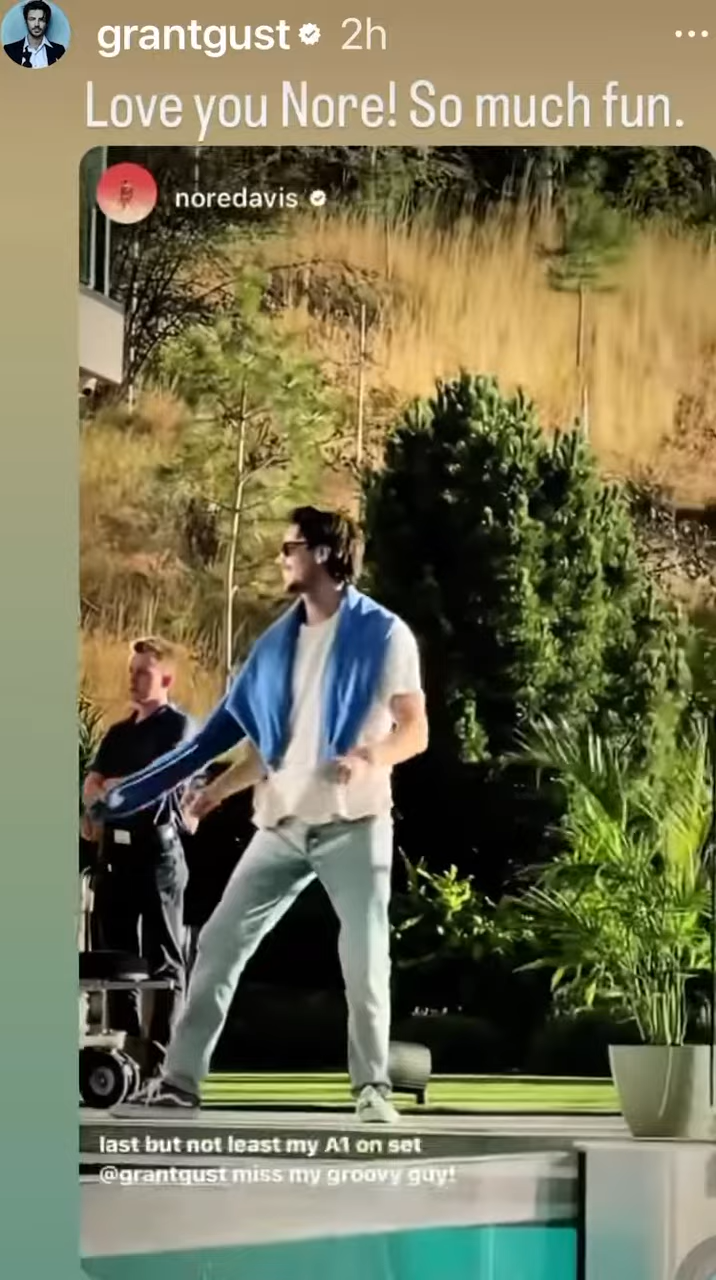 grantgust 2h
Love you Nore! So much fun.
noredavis
last but not least my A1 on set
@grantgust miss my groovy guy!